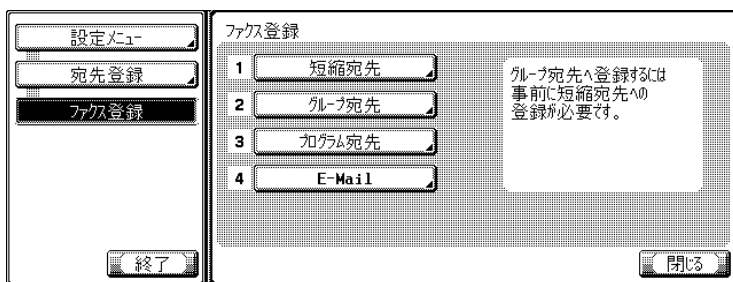 設定メニュー
宛先登録
ファクス登録
終了
ファクス登録
1 短縮宛先
2 グループ宛先
3 プログラム宛先
4 E-Mail
グループ宛先へ登録するには
事前に短縮宛先への
登録が必要です。
閉じる